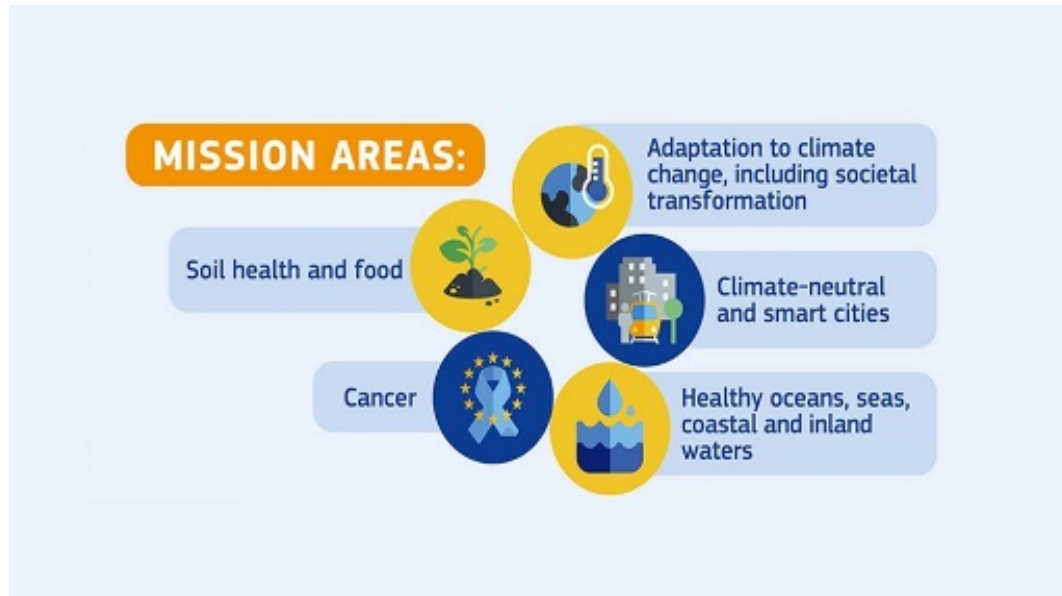 MISSION AREAS:
Adaptation to climate
change, including societal
transformation
Soil health and food
Climate-neutral
and smart cities
Cancer
Healthy oceans, seas,
coastal and inland
waters